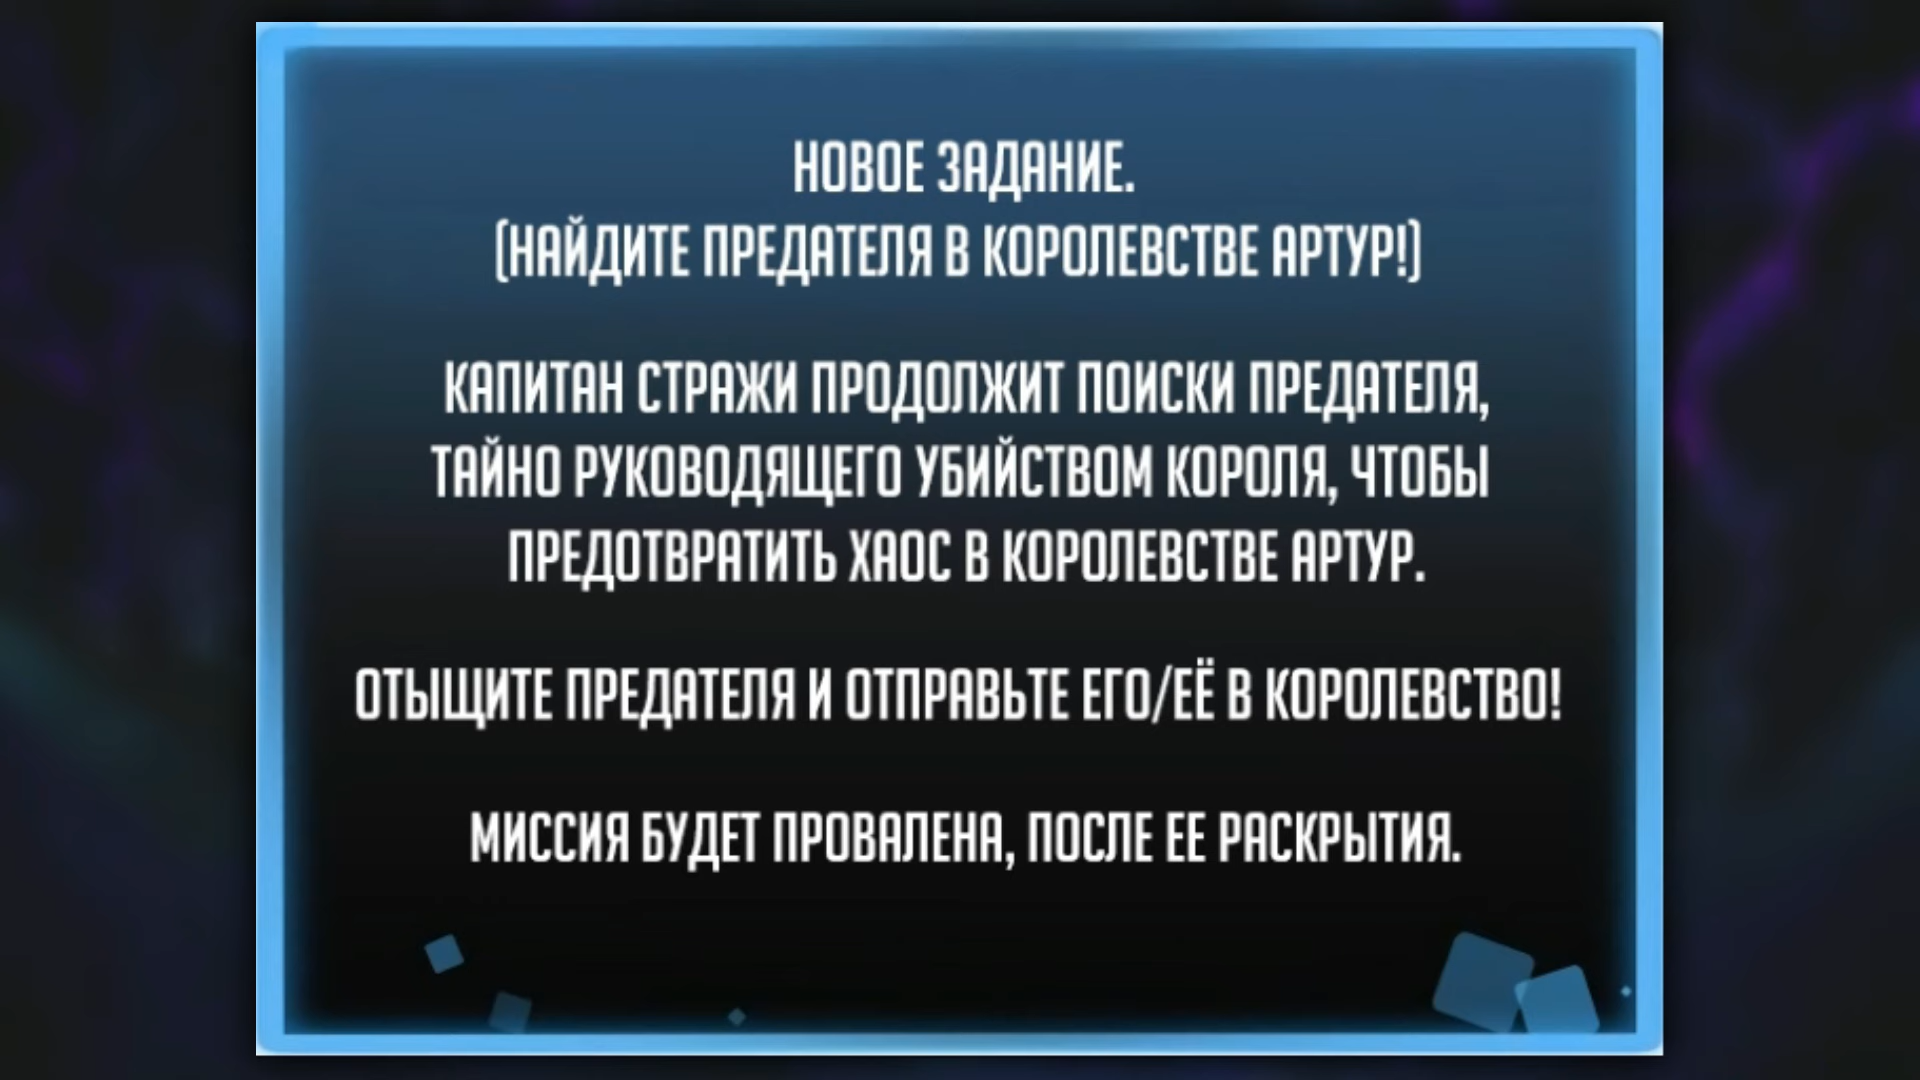 НОВОЕ ЗАДАНИЕ.
(НАЙДИТЕ ПРЕДАТЕЛЯ В КОРОЛЕВСТВЕ АРТУР!)
КАПИТАН СТРАЖИ ПРОДОЛЖИТ ПОИСКИ ПРЕДАТЕЛЯ,
ТАЙНО РУКОВОДЯЩЕГО УБИЙСТВОМ КОРОЛЯ, ЧТОБЫ
ПРЕДОТВРАТИТЬ ХАОС В КОРОЛЕВСТВЕ АРТУР.
ОТЫЩИТЕ ПРЕДАТЕЛЯ И ОТПРАВЬТЕ ЕГО/ЕЁ В КОРОЛЕВСТВО!
МИССИЯ БУДЕТ ПРОВАЛЕНА, ПОСЛЕ ЕЕ РАСКРЫТИЯ.